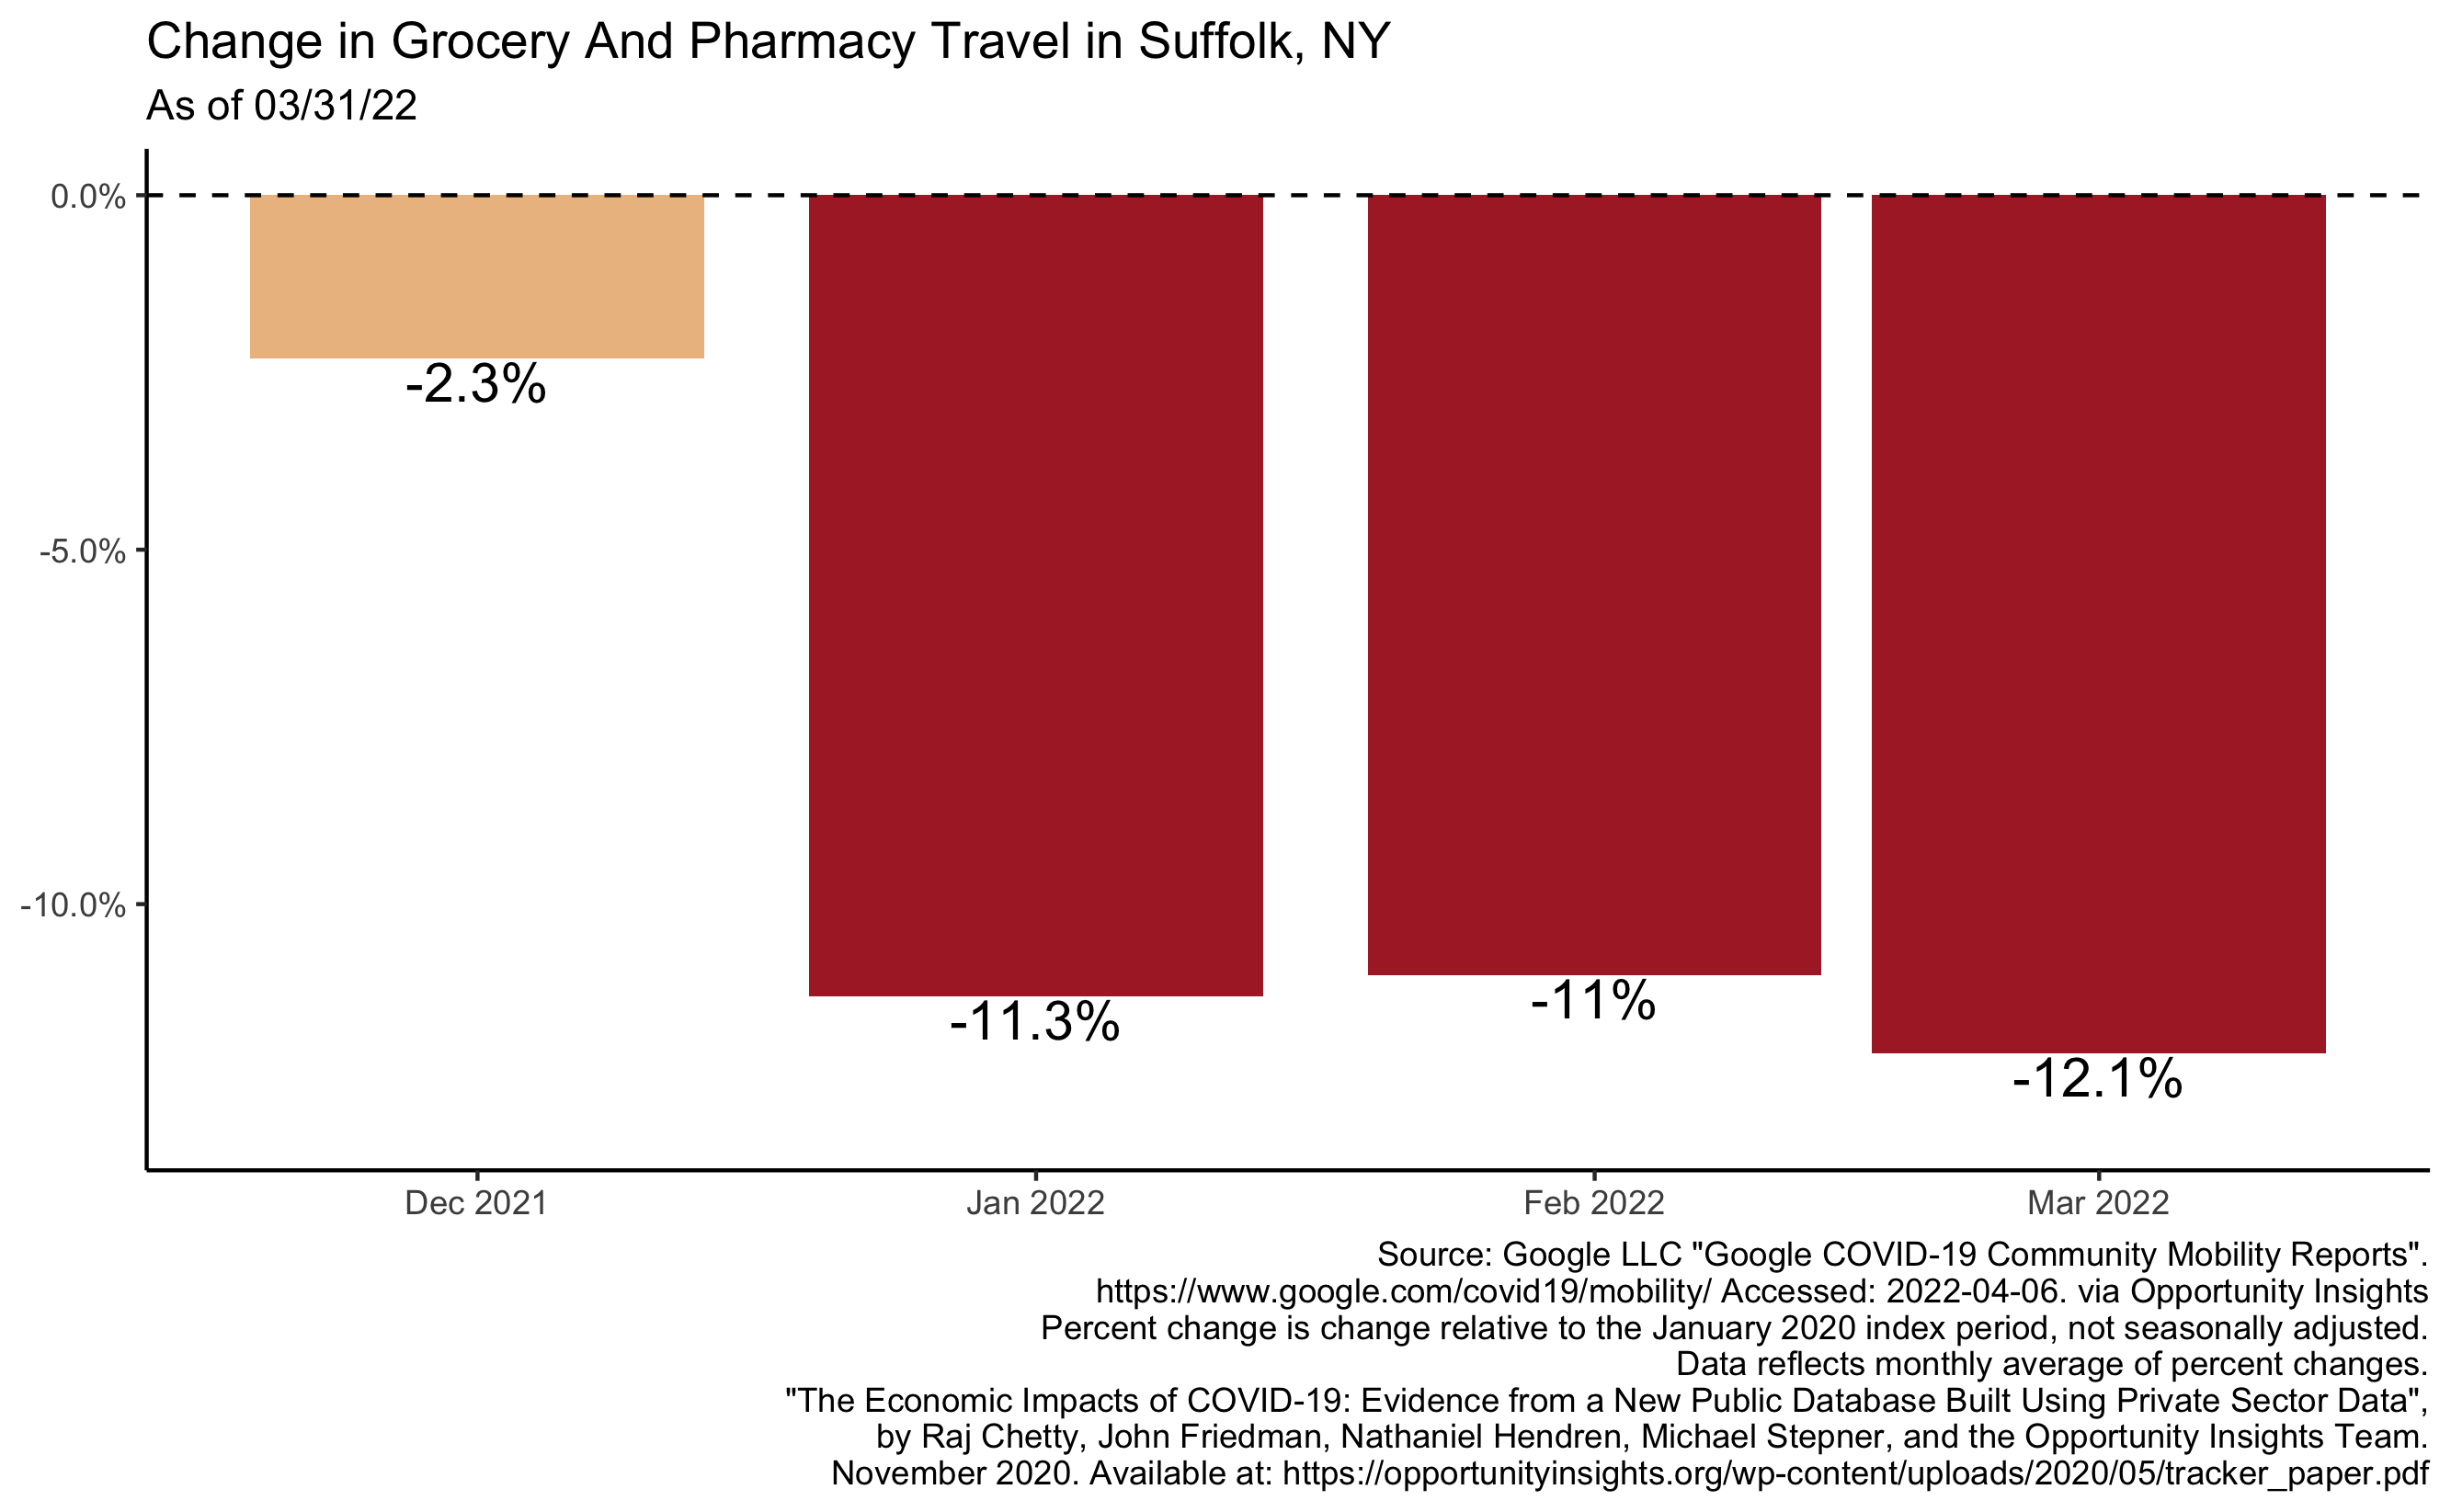 Change in Grocery And Pharmacy Travel in Suffolk, NY
As of 03/31/22
0.0%
-5.0%
-10.0%
-2.3%
-11.3%
-11%
-12.1%
Dec 2021
Jan 2022
Feb 2022
Mar 2022
Source: Google LLC "Google COVID-19 Community Mobility Reports".
https://www.google.com/covid19/mobility/ Accessed: 2022-04-06. via Opportunity Insights
Percent change is change relative to the January 2020 index period, not seasonally adjusted.
Data reflects monthly average of percent changes.
"The Economic Impacts of COVID-19: Evidence from a New Public Database Built Using Private Sector Data",
by Raj Chetty, John Friedman, Nathaniel Hendren, Michael Stepner, and the Opportunity Insights Team.
November 2020. Available at: https://opportunityinsights.org/wp-content/uploads/2020/05/tracker_paper.pdf